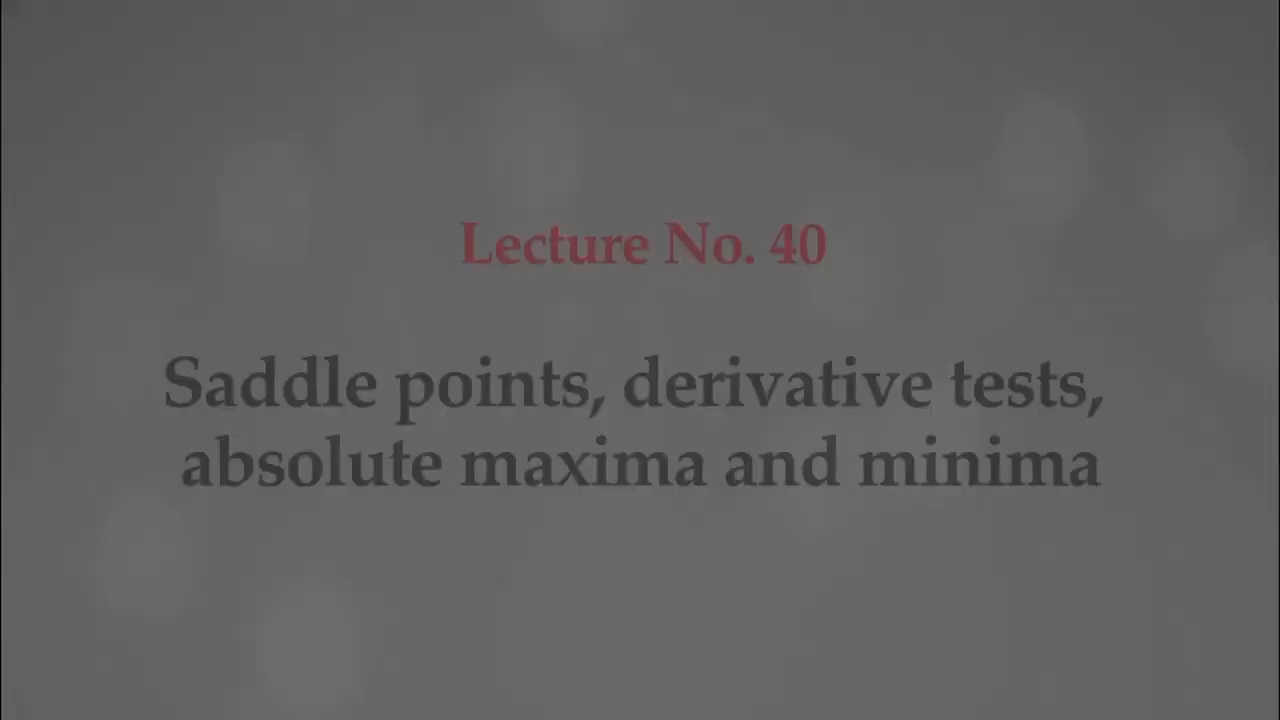 Lecture No. 40
Saddle points, derivative tests,
absolute maxima and minima